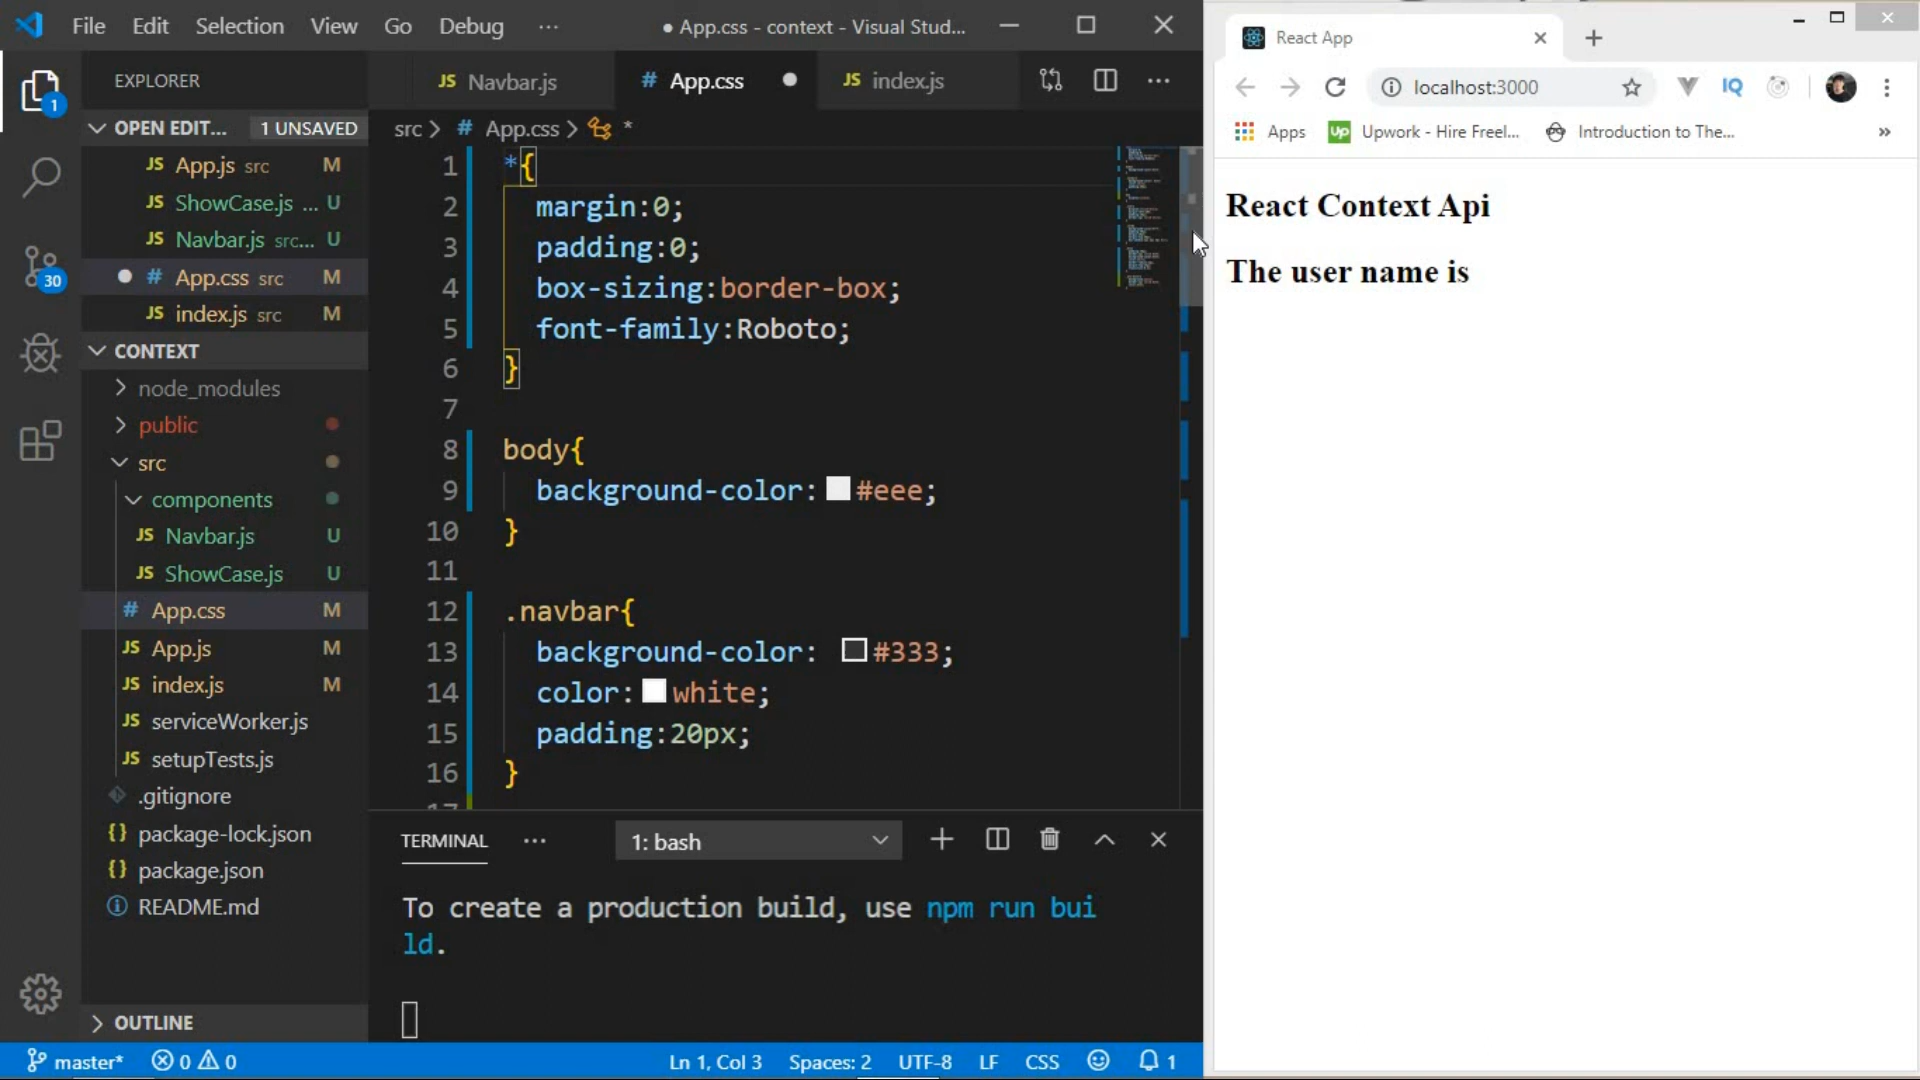 File Edit Selection View Go Debug ···
● App.css - context - Visual Stud...
EXPLORER
OPEN EDIT... 1 UNSAVED
JS App.js src M
JS ShowCase.js ... U
JS Navbar.js src... U
# App.css src M
JS index.js src M
CONTEXT
node_modules
public
src
components
JS Navbar.js U
JS ShowCase.js U
# App.css M
JS App.js M
JS index.js M
JS serviceWorker.js
JS setupTests.js
.gitignore
{} package-lock.json
{} package.json
README.md
OUTLINE
1
30
JS Navbar.js
# App.css
JS index.js
src > # App.css > *
1 *{
2 margin:0;
3 padding:0;
4 box-sizing:border-box;
5 font-family:Roboto;
6 }
7
8 body{
9 background-color: #eee;
10 }
11
12 .navbar{
13 background-color: #333;
14 color: white;
15 padding:20px;
16 }
17
TERMINAL ··· 1: bash
To create a production build, use npm run bui
ld.
master* 0 0 Ln 1, Col 3 Spaces: 2 UTF-8 LF CSS 1
React App
localhost:3000
IQ
Apps Up Upwork - Hire Freel... Introduction to The... »
React Context Api
The user name is